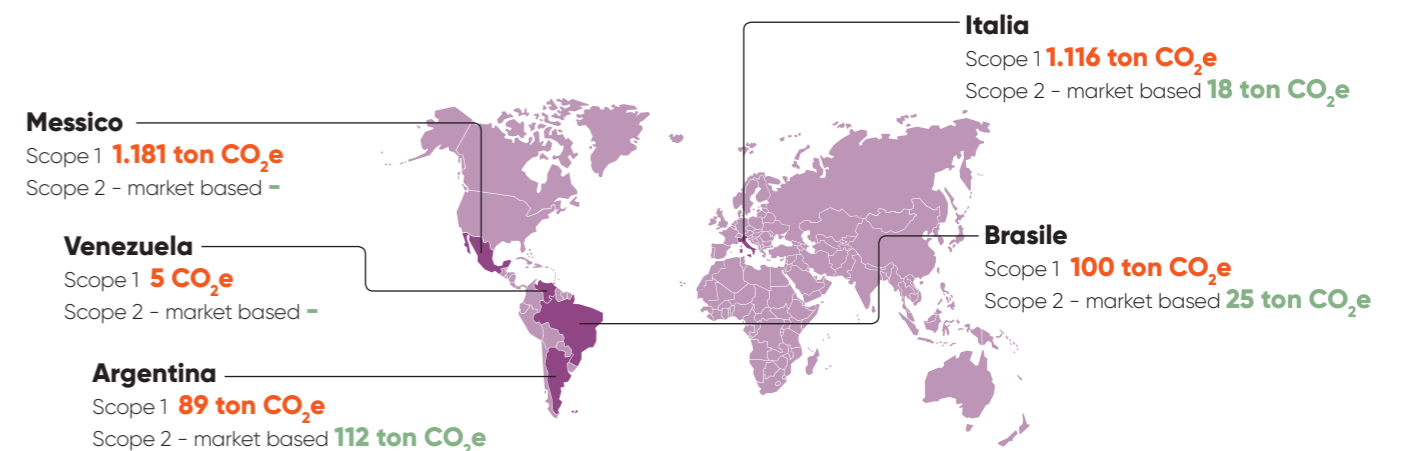 Italia
Scope 1 1.116 ton CO₂e
Scope 2 - market based 18 ton CO₂e
Messico
Scope 1 1.181 ton CO₂e
Scope 2 - market based -
Venezuela
Scope 1 5 CO₂e
Scope 2 - market based -
Brasile
Scope 1 100 ton CO₂e
Scope 2 - market based 25 ton CO₂e
Argentina
Scope 1 89 ton CO₂e
Scope 2 - market based 112 ton CO₂e